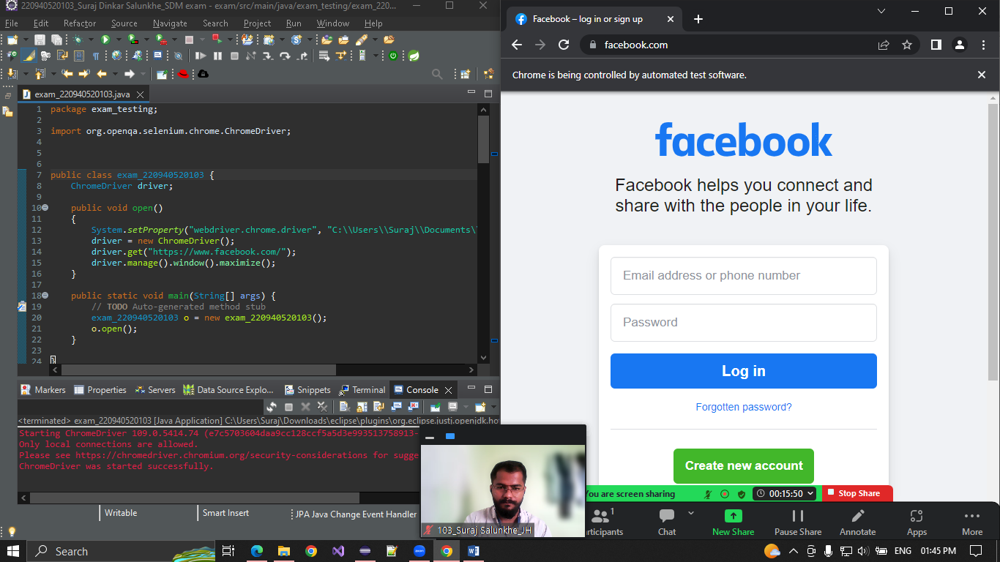 220940520103_Suraj Dinkar Salunkhe_SDM exam - exam/src/main/java/exam_testing/exam_220...
File Edit Refactor Source Navigate Search Project Run Window Help
exam_220940520103.java
1 package exam_testing;
2
3 import org.openqa.selenium.chrome.ChromeDriver;
4
5
6
7 public class exam_220940520103 {
8 ChromeDriver driver;
9
10 public void open()
11 {
12 System.setProperty("webdriver.chrome.driver", "C:\\Users\\Suraj\\Documents\
13 driver = new ChromeDriver();
14 driver.get("https://www.facebook.com/");
15 driver.manage().window().maximize();
16 }
17
18 public static void main(String[] args) {
19 // TODO Auto-generated method stub
20 exam_220940520103 o = new exam_220940520103();
21 o.open();
22 }
23
24 }
Markers Properties Servers Data Source Explo... Snippets Terminal Console
<terminated> exam_220940520103 [Java Application] C:\Users\Suraj\Downloads\eclipse\plugins\org.eclipse.justj.openjdk.ho
Starting ChromeDriver 109.0.5414.74 (e7c5703604daa9cc128ccf5a5d3e993513758913-
Only local connections are allowed.
Please see https://chromedriver.chromium.org/security-considerations for sugge
ChromeDriver was started successfully.
Writable Smart Insert JPA Java Change Event Handler
Facebook – log in or sign up
facebook.com
Chrome is being controlled by automated test software.
facebook
Facebook helps you connect and
share with the people in your life.
Email address or phone number
Password
Log in
Forgotten password?
Create new account
You are screen sharing 00:15:50 Stop Share
103_Suraj Salunkhe_JH
1
rticipants Chat New Share Pause Share Annotate Apps More
Search
ENG 01:45 PM